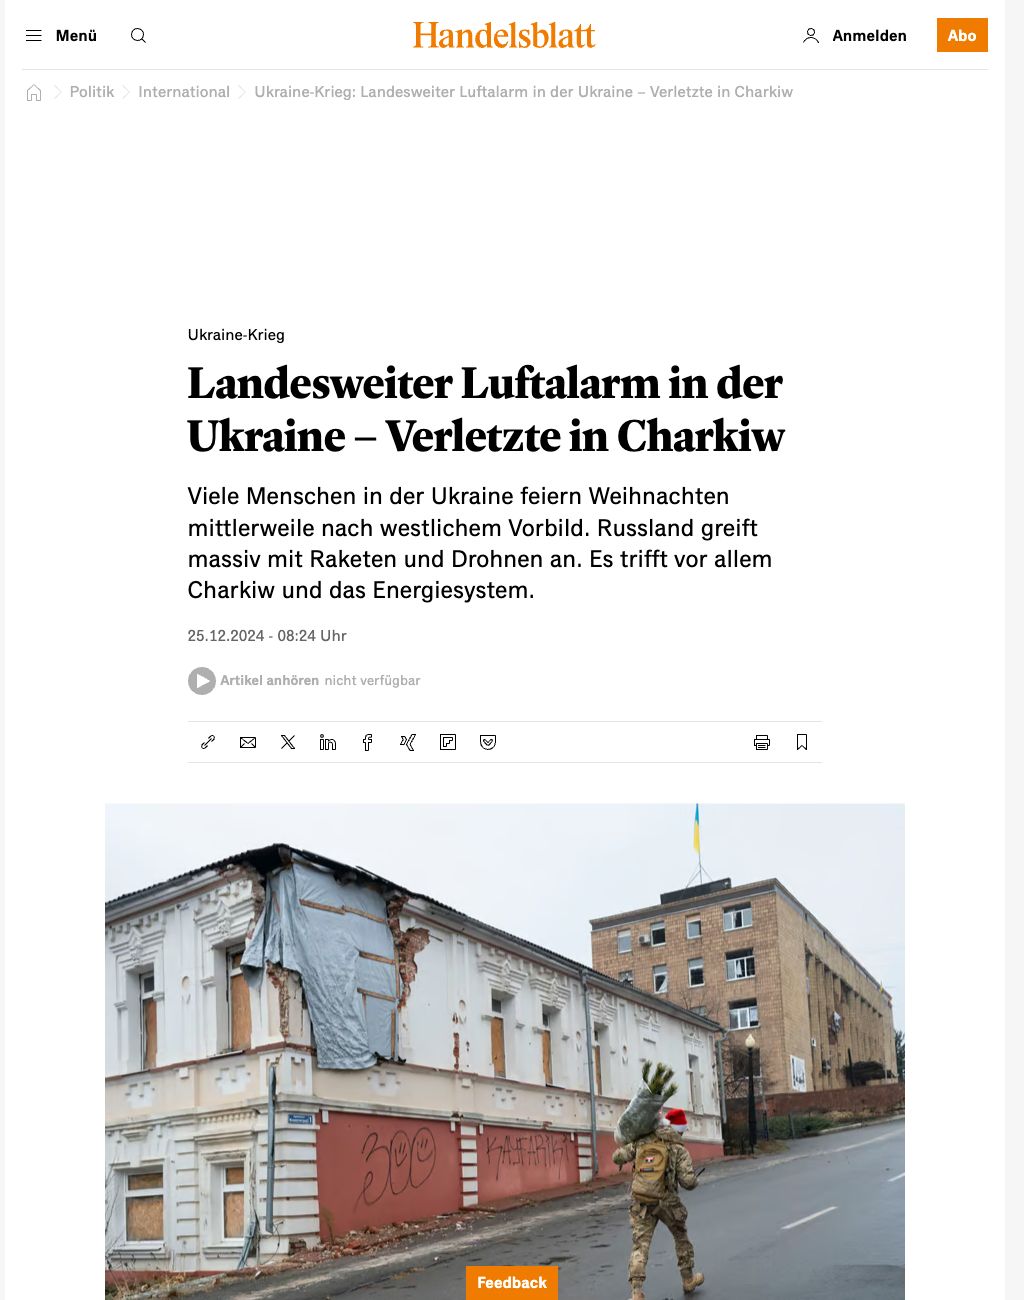 Menü
Handelsblatt
Anmelden
Abo
Politik
International
Ukraine-Krieg: Landesweiter Luftalarm in der Ukraine – Verletzte in Charkiw
Ukraine-Krieg
Landesweiter Luftalarm in der
Ukraine – Verletzte in Charkiw
Viele Menschen in der Ukraine feiern Weihnachten
mittlerweile nach westlichem Vorbild. Russland greift
massiv mit Raketen und Drohnen an. Es trifft vor allem
Charkiw und das Energiesystem.
25.12.2024 - 08:24 Uhr
Artikel anhören nicht verfügbar
Feedback